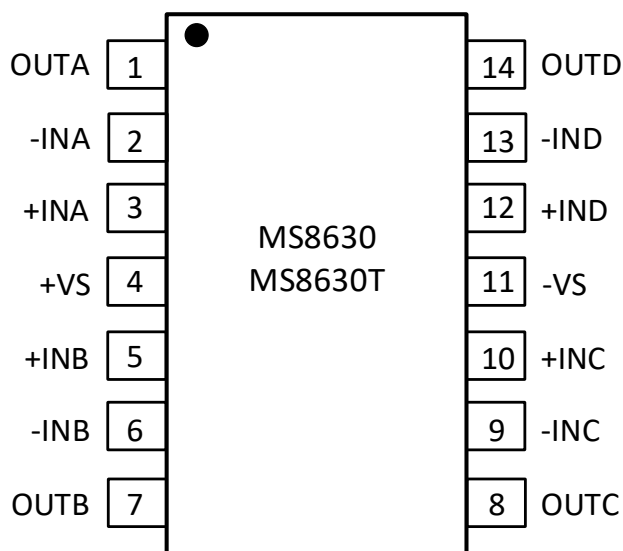 OUTA 1 14 OUTD
-INA 2 13 -IND
+INA 3 12 +IND
MS8630
MS8630T
+VS 4 11 -VS
+INB 5 10 +INC
-INB 6 9 -INC
OUTB 7 8 OUTC